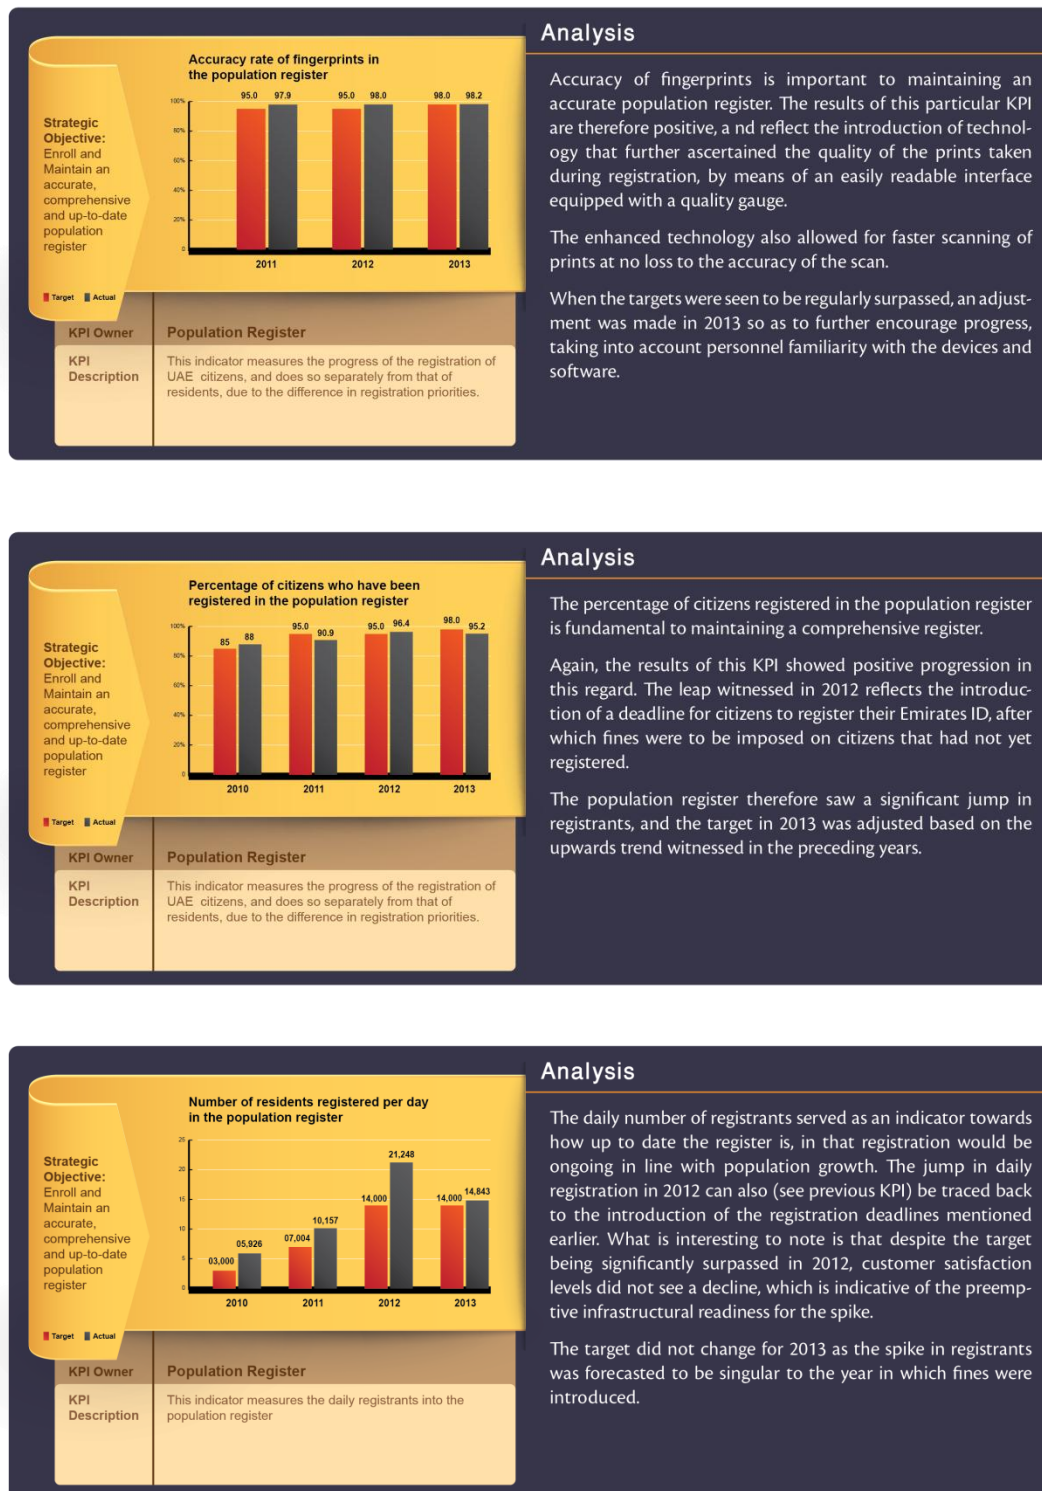 Accuracy rate of fingerprints in
the population register
95.0 97.9 95.0 98.0 98.0 98.2
100%
80%
60%
40%
20%
0
2011 2012 2013
Strategic
Objective:
Enroll and
Maintain an
accurate,
comprehensive
and up-to-date
population
register
Target Actual
KPI Owner Population Register
KPI
Description
This indicator measures the progress of the registration of
UAE citizens, and does so separately from that of
residents, due to the difference in registration priorities.
Analysis
Accuracy of fingerprints is important to maintaining an
accurate population register. The results of this particular KPI
are therefore positive, a nd reflect the introduction of technol-
ogy that further ascertained the quality of the prints taken
during registration, by means of an easily readable interface
equipped with a quality gauge.
The enhanced technology also allowed for faster scanning of
prints at no loss to the accuracy of the scan.
When the targets were seen to be regularly surpassed, an adjust-
ment was made in 2013 so as to further encourage progress,
taking into account personnel familiarity with the devices and
software.
Percentage of citizens who have been
registered in the population register
85 88 95.0 90.9 95.0 96.4 98.0 95.2
100%
80%
60%
40%
20%
0
2010 2011 2012 2013
Strategic
Objective:
Enroll and
Maintain an
accurate,
comprehensive
and up-to-date
population
register
Target Actual
KPI Owner Population Register
KPI
Description
This indicator measures the progress of the registration of
UAE citizens, and does so separately from that of
residents, due to the difference in registration priorities.
Analysis
The percentage of citizens registered in the population register
is fundamental to maintaining a comprehensive register.
Again, the results of this KPI showed positive progression in
this regard. The leap witnessed in 2012 reflects the introduc-
tion of a deadline for citizens to register their Emirates ID, after
which fines were to be imposed on citizens that had not yet
registered.
The population register therefore saw a significant jump in
registrants, and the target in 2013 was adjusted based on the
upwards trend witnessed in the preceding years.
Number of residents registered per day
in the population register
25
20
15
10
5
0
03,000 05,926 07,004 10,157 14,000 21,248 14,000 14,843
2010 2011 2012 2013
Strategic
Objective:
Enroll and
Maintain an
accurate,
comprehensive
and up-to-date
population
register
Target Actual
KPI Owner Population Register
KPI
Description
This indicator measures the daily registrants into the
population register
Analysis
The daily number of registrants served as an indicator towards
how up to date the register is, in that registration would be
ongoing in line with population growth. The jump in daily
registration in 2012 can also (see previous KPI) be traced back
to the introduction of the registration deadlines mentioned
earlier. What is interesting to note is that despite the target
being significantly surpassed in 2012, customer satisfaction
levels did not see a decline, which is indicative of the preemp-
tive infrastructural readiness for the spike.
The target did not change for 2013 as the spike in registrants
was forecasted to be singular to the year in which fines were
introduced.